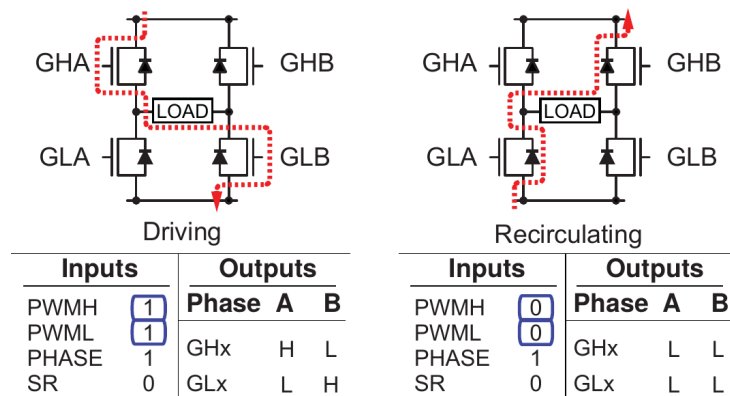 GHA GHB GHB
LOAD LOAD
GLA GLB GLA GLB
Driving Recirculating
Inputs Outputs Inputs Outputs
PWMH 1 Phase A B PWMH 0 Phase A B
PWML 1 PWML 0
GHx H L GHx L L
PHASE 1 PHASE 1
SR 0 GLx L H SR 0 GLx L L